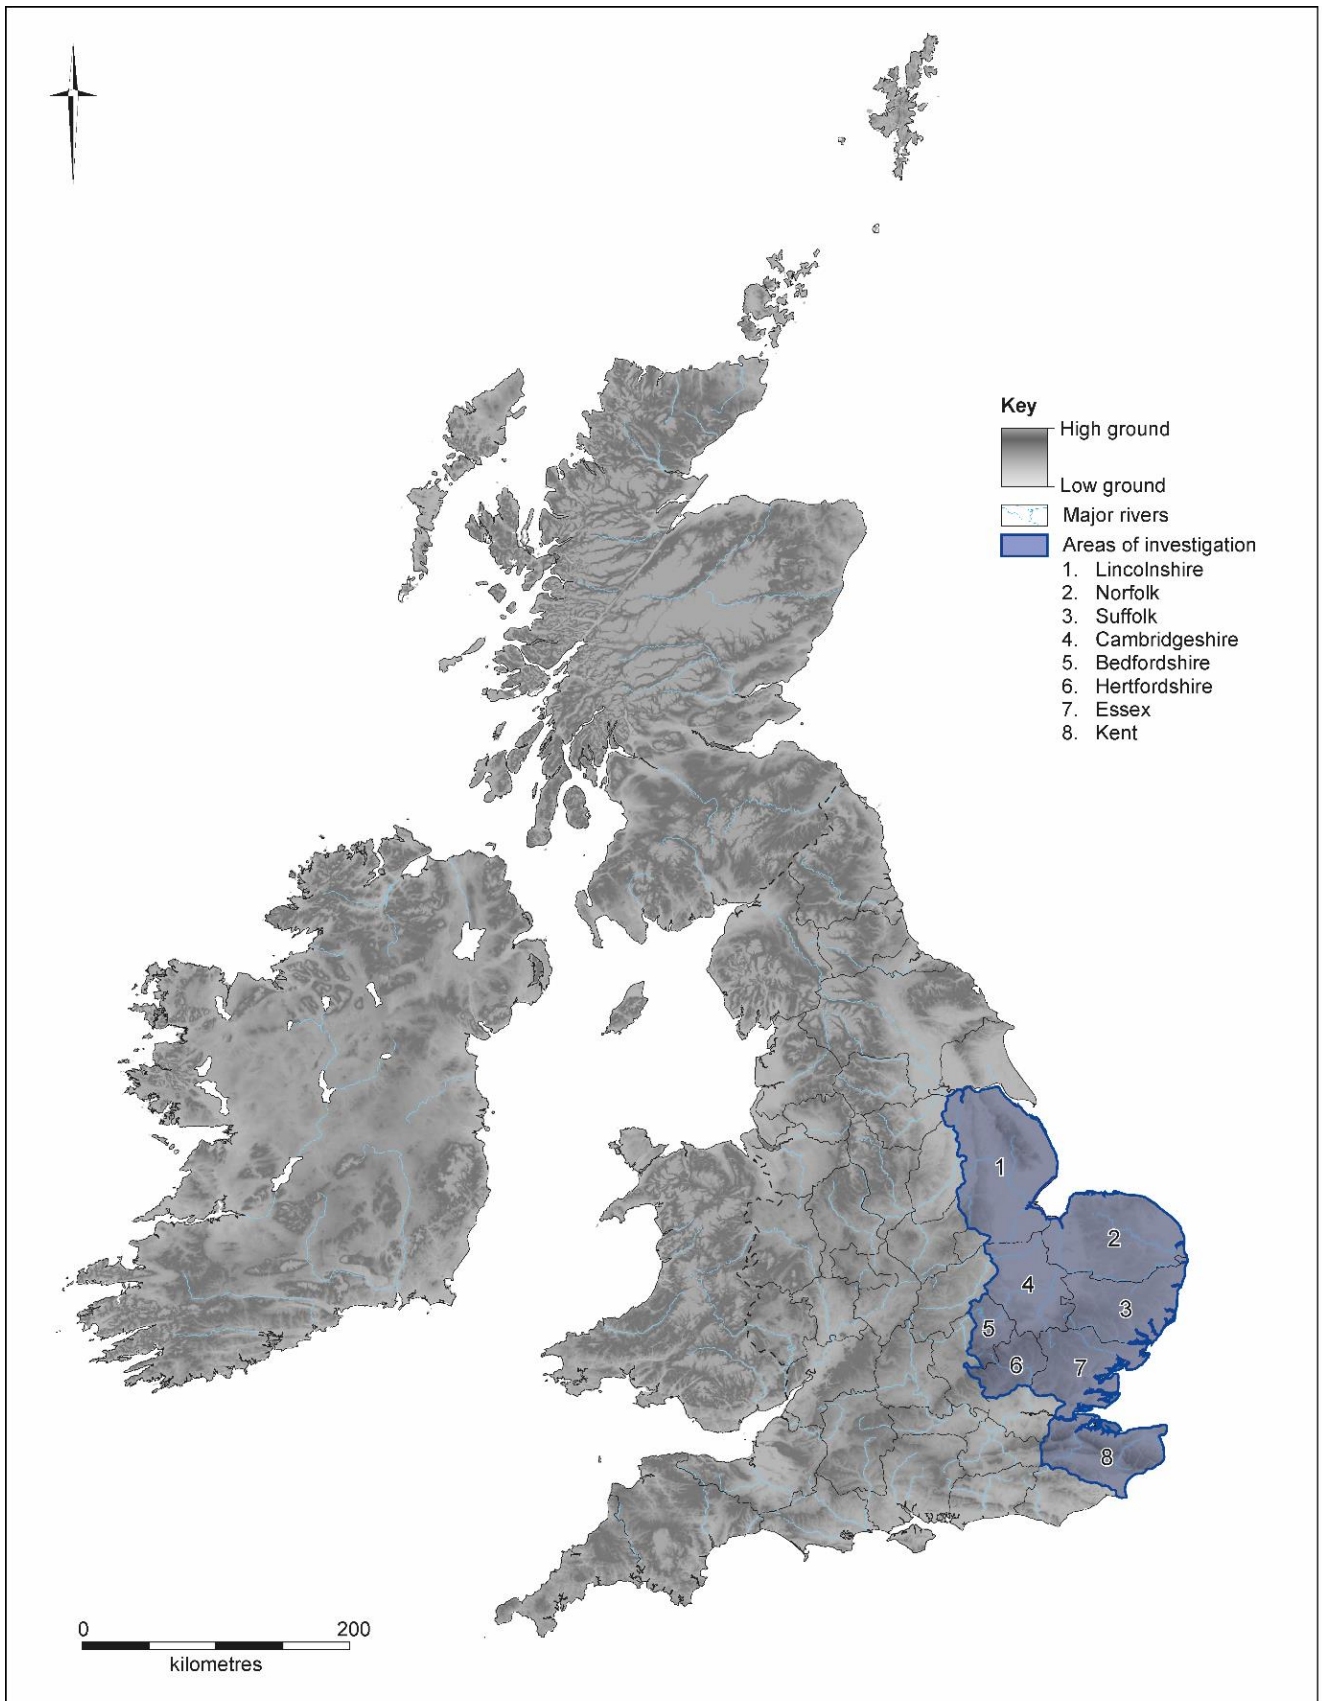 Key
High ground
Low ground
Major rivers
Areas of investigation
1. Lincolnshire
2. Norfolk
3. Suffolk
4. Cambridgeshire
5. Bedfordshire
6. Hertfordshire
7. Essex
8. Kent
1
2
4
3
5
6
7
8
0 200
kilometres